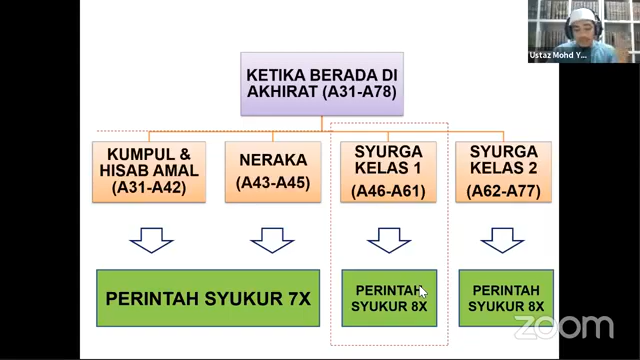 Ustaz Mohd Y...
KETIKA BERADA DI
AKHIRAT (A31-A78)
KUMPUL &
HISAB AMAL
(A31-A42)
NERAKA
(A43-A45)
SYURGA
KELAS 1
(A46-A61)
SYURGA
KELAS 2
(A62-A77)
PERINTAH SYUKUR 7X
PERINTAH
SYUKUR 8X
PERINTAH
SYUKUR 8X
zoom